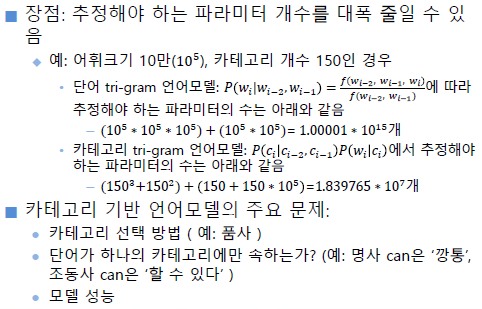 ■ 장점: 추정해야 하는 파라미터 개수를 대폭 줄일 수 있
음
◆ 예: 어휘크기 10만(10⁵), 카테고리 개수 150인 경우
• 단어 tri-gram 언어모델: P(wᵢ|wᵢ₋₂, wᵢ₋₁) = f(wᵢ₋₂, wᵢ₋₁, wᵢ) / f(wᵢ₋₂, wᵢ₋₁)에 따라
추정해야 하는 파라미터의 수는 아래와 같음
– (10⁵ * 10⁵ * 10⁵) + (10⁵ * 10⁵)= 1.00001 * 10¹⁵개
• 카테고리 tri-gram 언어모델: P(cᵢ|cᵢ₋₂, cᵢ₋₁)P(wᵢ|cᵢ)에서 추정해야
하는 파라미터의 수는 아래와 같음
– (150³+150²) + (150 + 150 * 10⁵)=1.839765 * 10⁷개
■ 카테고리 기반 언어모델의 주요 문제:
• 카테고리 선택 방법 ( 예: 품사 )
• 단어가 하나의 카테고리에만 속하는가? (예: 명사 can은 ‘깡통’,
조동사 can은 ‘할 수 있다’ )
• 모델 성능